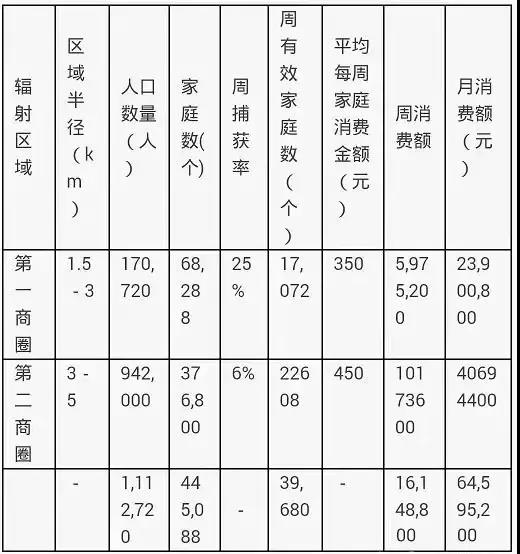 辐射区域
区域半径（km）
人口数量（人）
家庭数(个)
周捕获率
周有效家庭数（个）
平均每周家庭消费金额（元）
周消费额
月消费额（元）
第一商圈
1.5-3
170,720
68,288
25%
17,072
350
5,975,200
23,900,800
第二商圈
3-5
942,000
376,800
6%
22608
450
10173600
40694400
-
1,112,720
445,088
-
39,680
-
16,148,800
64,595,200